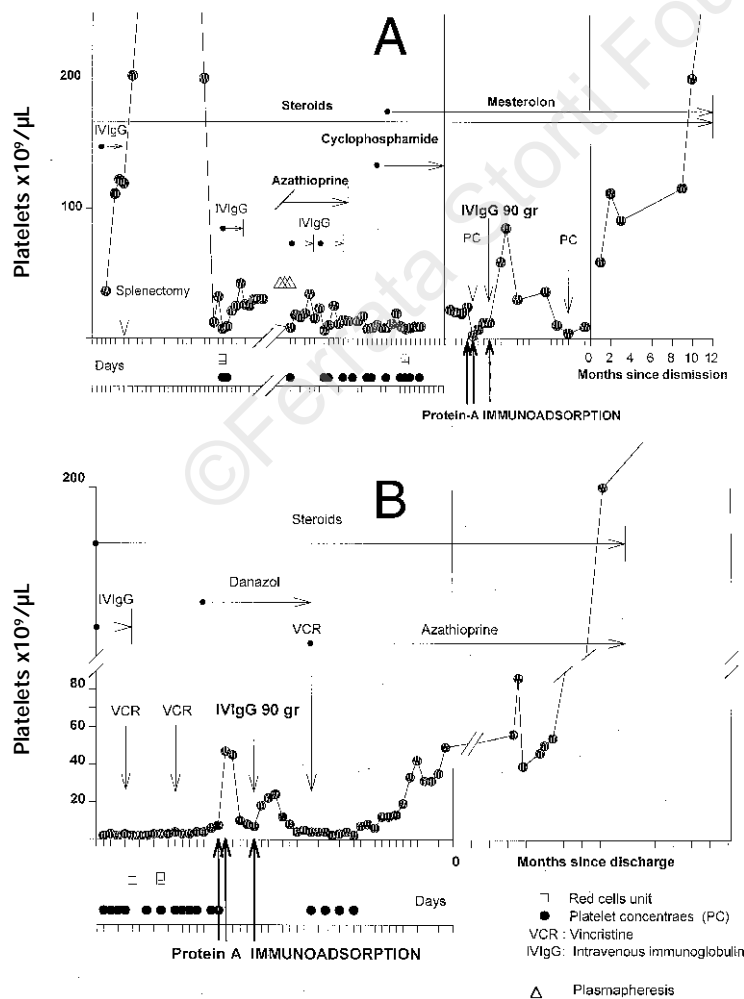 ©Ferrata Storti Fou
A
Platelets x10⁹/µL
200
100
Steroids
Mesterolon
IVIgG
Cyclophosphamide
Azathioprine
IVIgG
IVIgG
IVIgG 90 gr
PC
PC
Splenectomy
Days
0 2 4 6 8 10 12
Months since dismission
Protein-A IMMUNOADSORPTION
B
Platelets x10⁹/µL
200
Steroids
Danazol
IVIgG
VCR
Azathioprine
80
60
40
20
VCR
VCR
IVIgG 90 gr
0
Months since discharge
Days
Protein A IMMUNOADSORPTION
Red cells unit
Platelet concentraes (PC)
VCR : Vincristine
IVIgG: Intravenous immunoglobulin
Plasmapheresis